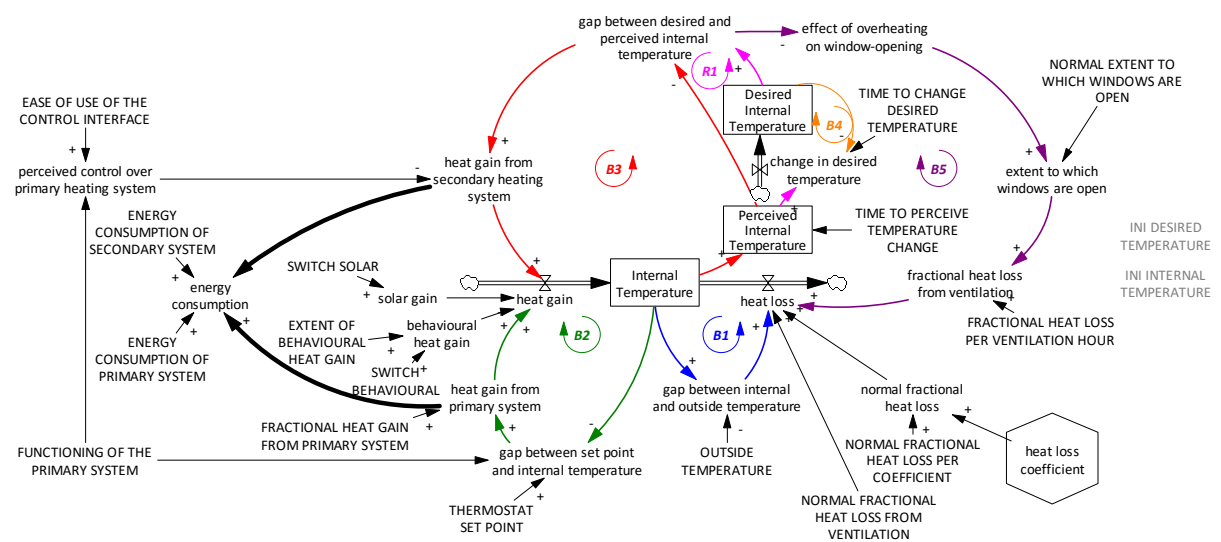 gap between desired and
perceived internal
temperature
effect of overheating
on window-opening
NORMAL EXTENT TO
WHICH WINDOWS ARE
OPEN
EASE OF USE OF THE
CONTROL INTERFACE
R1
+
-
-
Desired
Internal
Temperature
B4
TIME TO CHANGE
DESIRED
TEMPERATURE
-
+
perceived control over
primary heating system
-
+
heat gain from
secondary heating
system
B3
change in desired
temperature
B5
+
extent to which
windows are open
ENERGY
CONSUMPTION OF
SECONDARY SYSTEM
+
Perceived
Internal
Temperature
+
TIME TO PERCEIVE
TEMPERATURE
CHANGE
INI DESIRED
TEMPERATURE
SWITCH SOLAR
+
solar gain
+
heat gain
Internal
Temperature
+
heat loss
+
fractional heat loss
from ventilation
+
INI INTERNAL
TEMPERATURE
energy
consumption
+
+
ENERGY
CONSUMPTION OF
PRIMARY SYSTEM
EXTENT OF
BEHAVIOURAL
HEAT GAIN
+
behavioural
heat gain
+
+
+
SWITCH
BEHAVIOURAL
B2
B1
+
+
+
+
FRACTIONAL HEAT LOSS
PER VENTILATION HOUR
heat gain from
primary system
+
gap between internal
and outside temperature
normal fractional
heat loss
+
+
FRACTIONAL HEAT GAIN
FROM PRIMARY SYSTEM
+
+
-
-
FUNCTIONING OF THE
PRIMARY SYSTEM
gap between set point
and internal temperature
OUTSIDE
TEMPERATURE
NORMAL FRACTIONAL
HEAT LOSS PER
COEFFICIENT
+
heat loss
coefficient
+
THERMOSTAT
SET POINT
NORMAL FRACTIONAL
HEAT LOSS FROM
VENTILATION